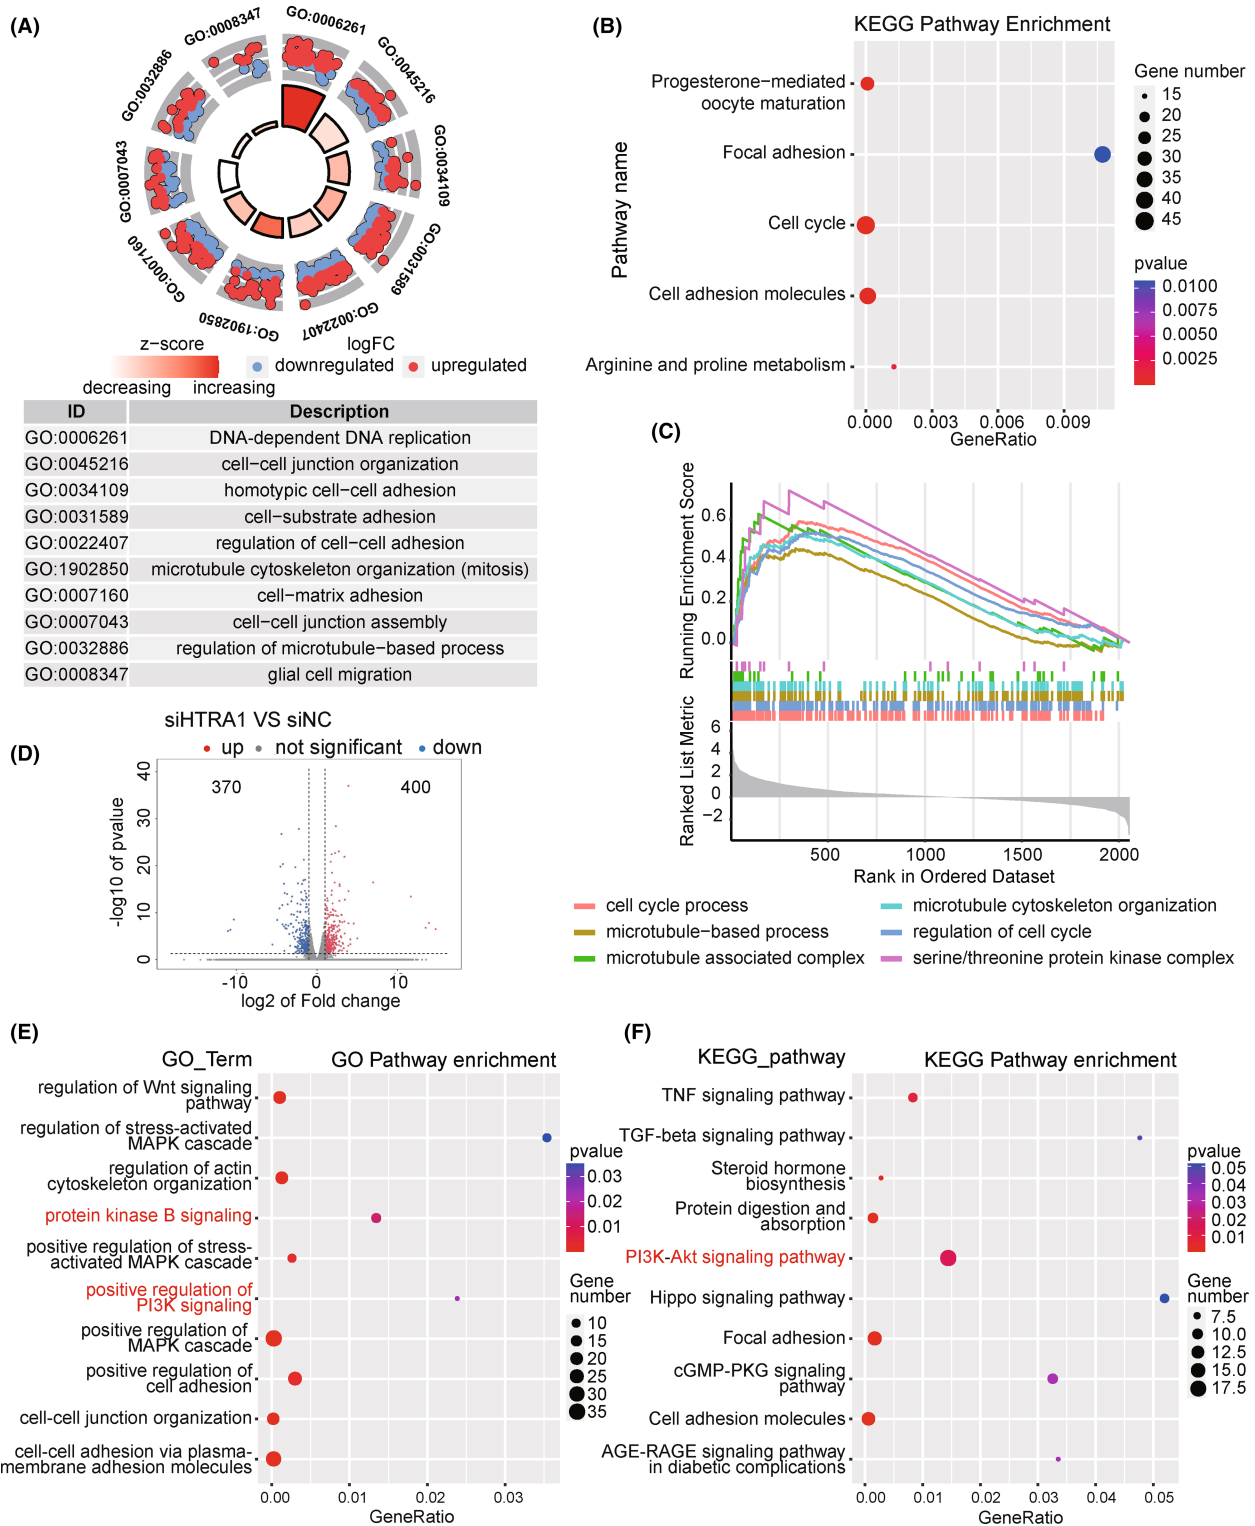 (A)
GO:0008347
GO:0006261
GO:0032886
GO:0045216
GO:0007043
GO:0034109
GO:0007160
GO:0031589
GO:1902850
GO:0022407
z−score
decreasing increasing
logFC
downregulated upregulated
ID Description
GO:0006261 DNA-dependent DNA replication
GO:0045216 cell−cell junction organization
GO:0034109 homotypic cell−cell adhesion
GO:0031589 cell−substrate adhesion
GO:0022407 regulation of cell−cell adhesion
GO:1902850 microtubule cytoskeleton organization (mitosis)
GO:0007160 cell−matrix adhesion
GO:0007043 cell−cell junction assembly
GO:0032886 regulation of microtubule−based process
GO:0008347 glial cell migration
(B)
KEGG Pathway Enrichment
Pathway name
Progesterone−mediated
oocyte maturation
Focal adhesion
Cell cycle
Cell adhesion molecules
Arginine and proline metabolism
0.000 0.003 0.006 0.009
GeneRatio
Gene number
15
20
25
30
35
40
45
pvalue
0.0100
0.0075
0.0050
0.0025
(C)
Running Enrichment Score
0.6
0.4
0.2
0.0
Ranked List Metric
6
4
2
0
−2
500 1000 1500 2000
Rank in Ordered Dataset
cell cycle process
microtubule−based process
microtubule associated complex
microtubule cytoskeleton organization
regulation of cell cycle
serine/threonine protein kinase complex
(D)
siHTRA1 VS siNC
up not significant down
370 400
-log10 of pvalue
40
30
20
10
0
-10 0 10
log2 of Fold change
(E)
GO_Term GO Pathway enrichment
regulation of Wnt signaling
pathway
regulation of stress-activated
MAPK cascade
regulation of actin
cytoskeleton organization
protein kinase B signaling
positive regulation of stress-
activated MAPK cascade
positive regulation of
PI3K signaling
positive regulation of
MAPK cascade
positive regulation of
cell adhesion
cell-cell junction organization
cell-cell adhesion via plasma-
membrane adhesion molecules
0.00 0.01 0.02 0.03
GeneRatio
pvalue
0.03
0.02
0.01
Gene
number
10
15
20
25
30
35
(F)
KEGG_pathway KEGG Pathway enrichment
TNF signaling pathway
TGF-beta signaling pathway
Steroid hormone
biosynthesis
Protein digestion and
absorption
PI3K-Akt signaling pathway
Hippo signaling pathway
Focal adhesion
cGMP-PKG signaling
pathway
Cell adhesion molecules
AGE-RAGE signaling pathway
in diabetic complications
0.00 0.01 0.02 0.03 0.04 0.05
GeneRatio
pvalue
0.05
0.04
0.03
0.02
0.01
Gene
number
7.5
10.0
12.5
15.0
17.5